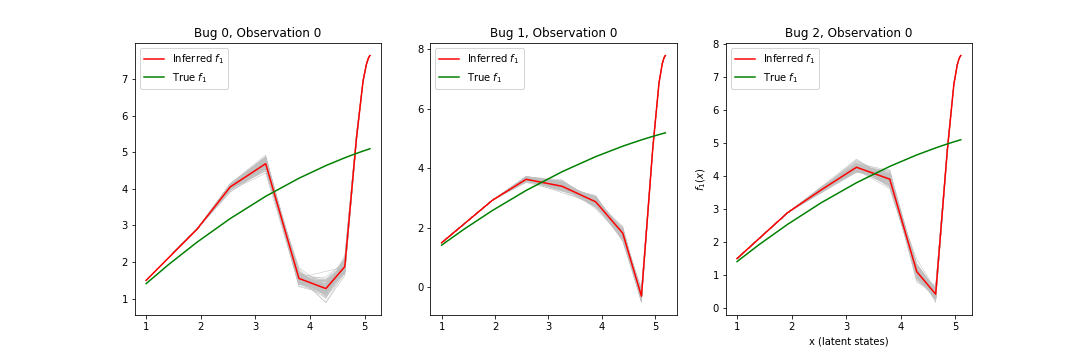 Bug 0, Observation 0
Inferred f₁
True f₁
7
6
5
4
3
2
1
1 2 3 4 5
Bug 1, Observation 0
Inferred f₁
True f₁
8
6
4
2
0
1 2 3 4 5
Bug 2, Observation 0
Inferred f₁
True f₁
f₁(x)
8
7
6
5
4
3
2
1
0
1 2 3 4 5
x (latent states)